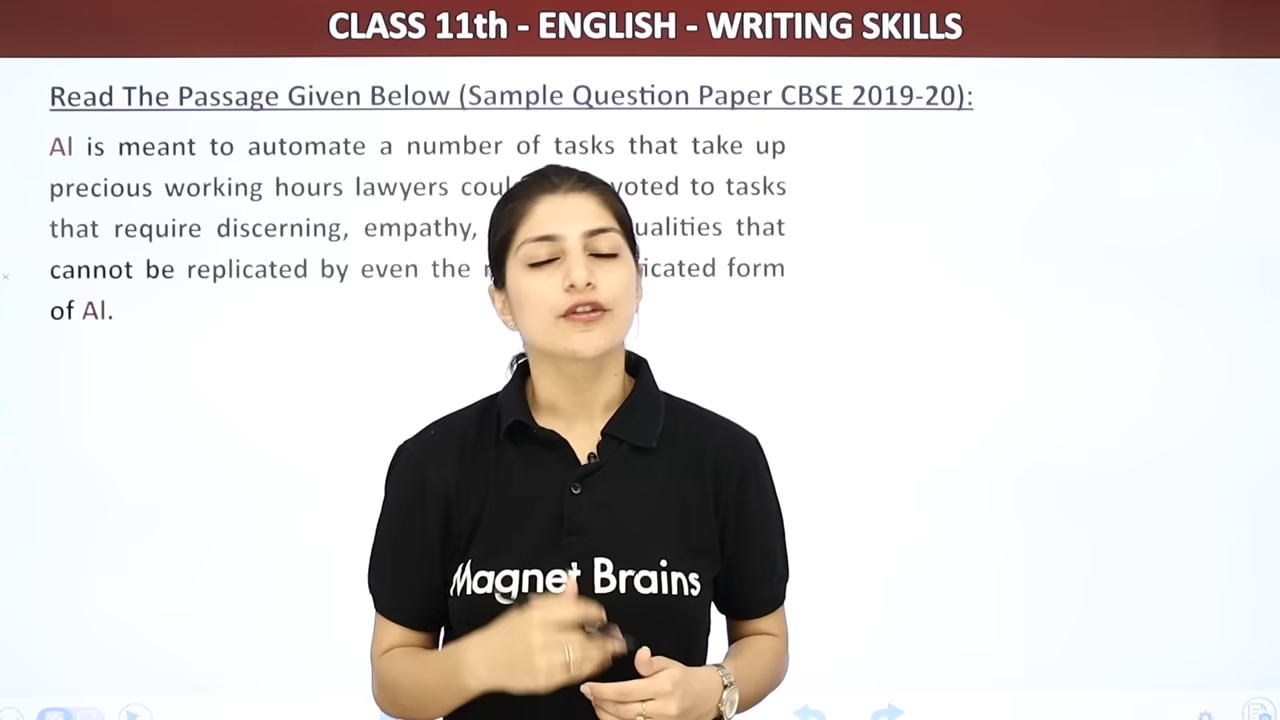 CLASS 11th - ENGLISH - WRITING SKILLS
Read The Passage Given Below (Sample Question Paper CBSE 2019-20):
AI is meant to automate a number of tasks that take up
precious working hours lawyers to tasks
that require discerning, empathy, that
cannot be replicated by even the form
of AI.
Magnet Brains